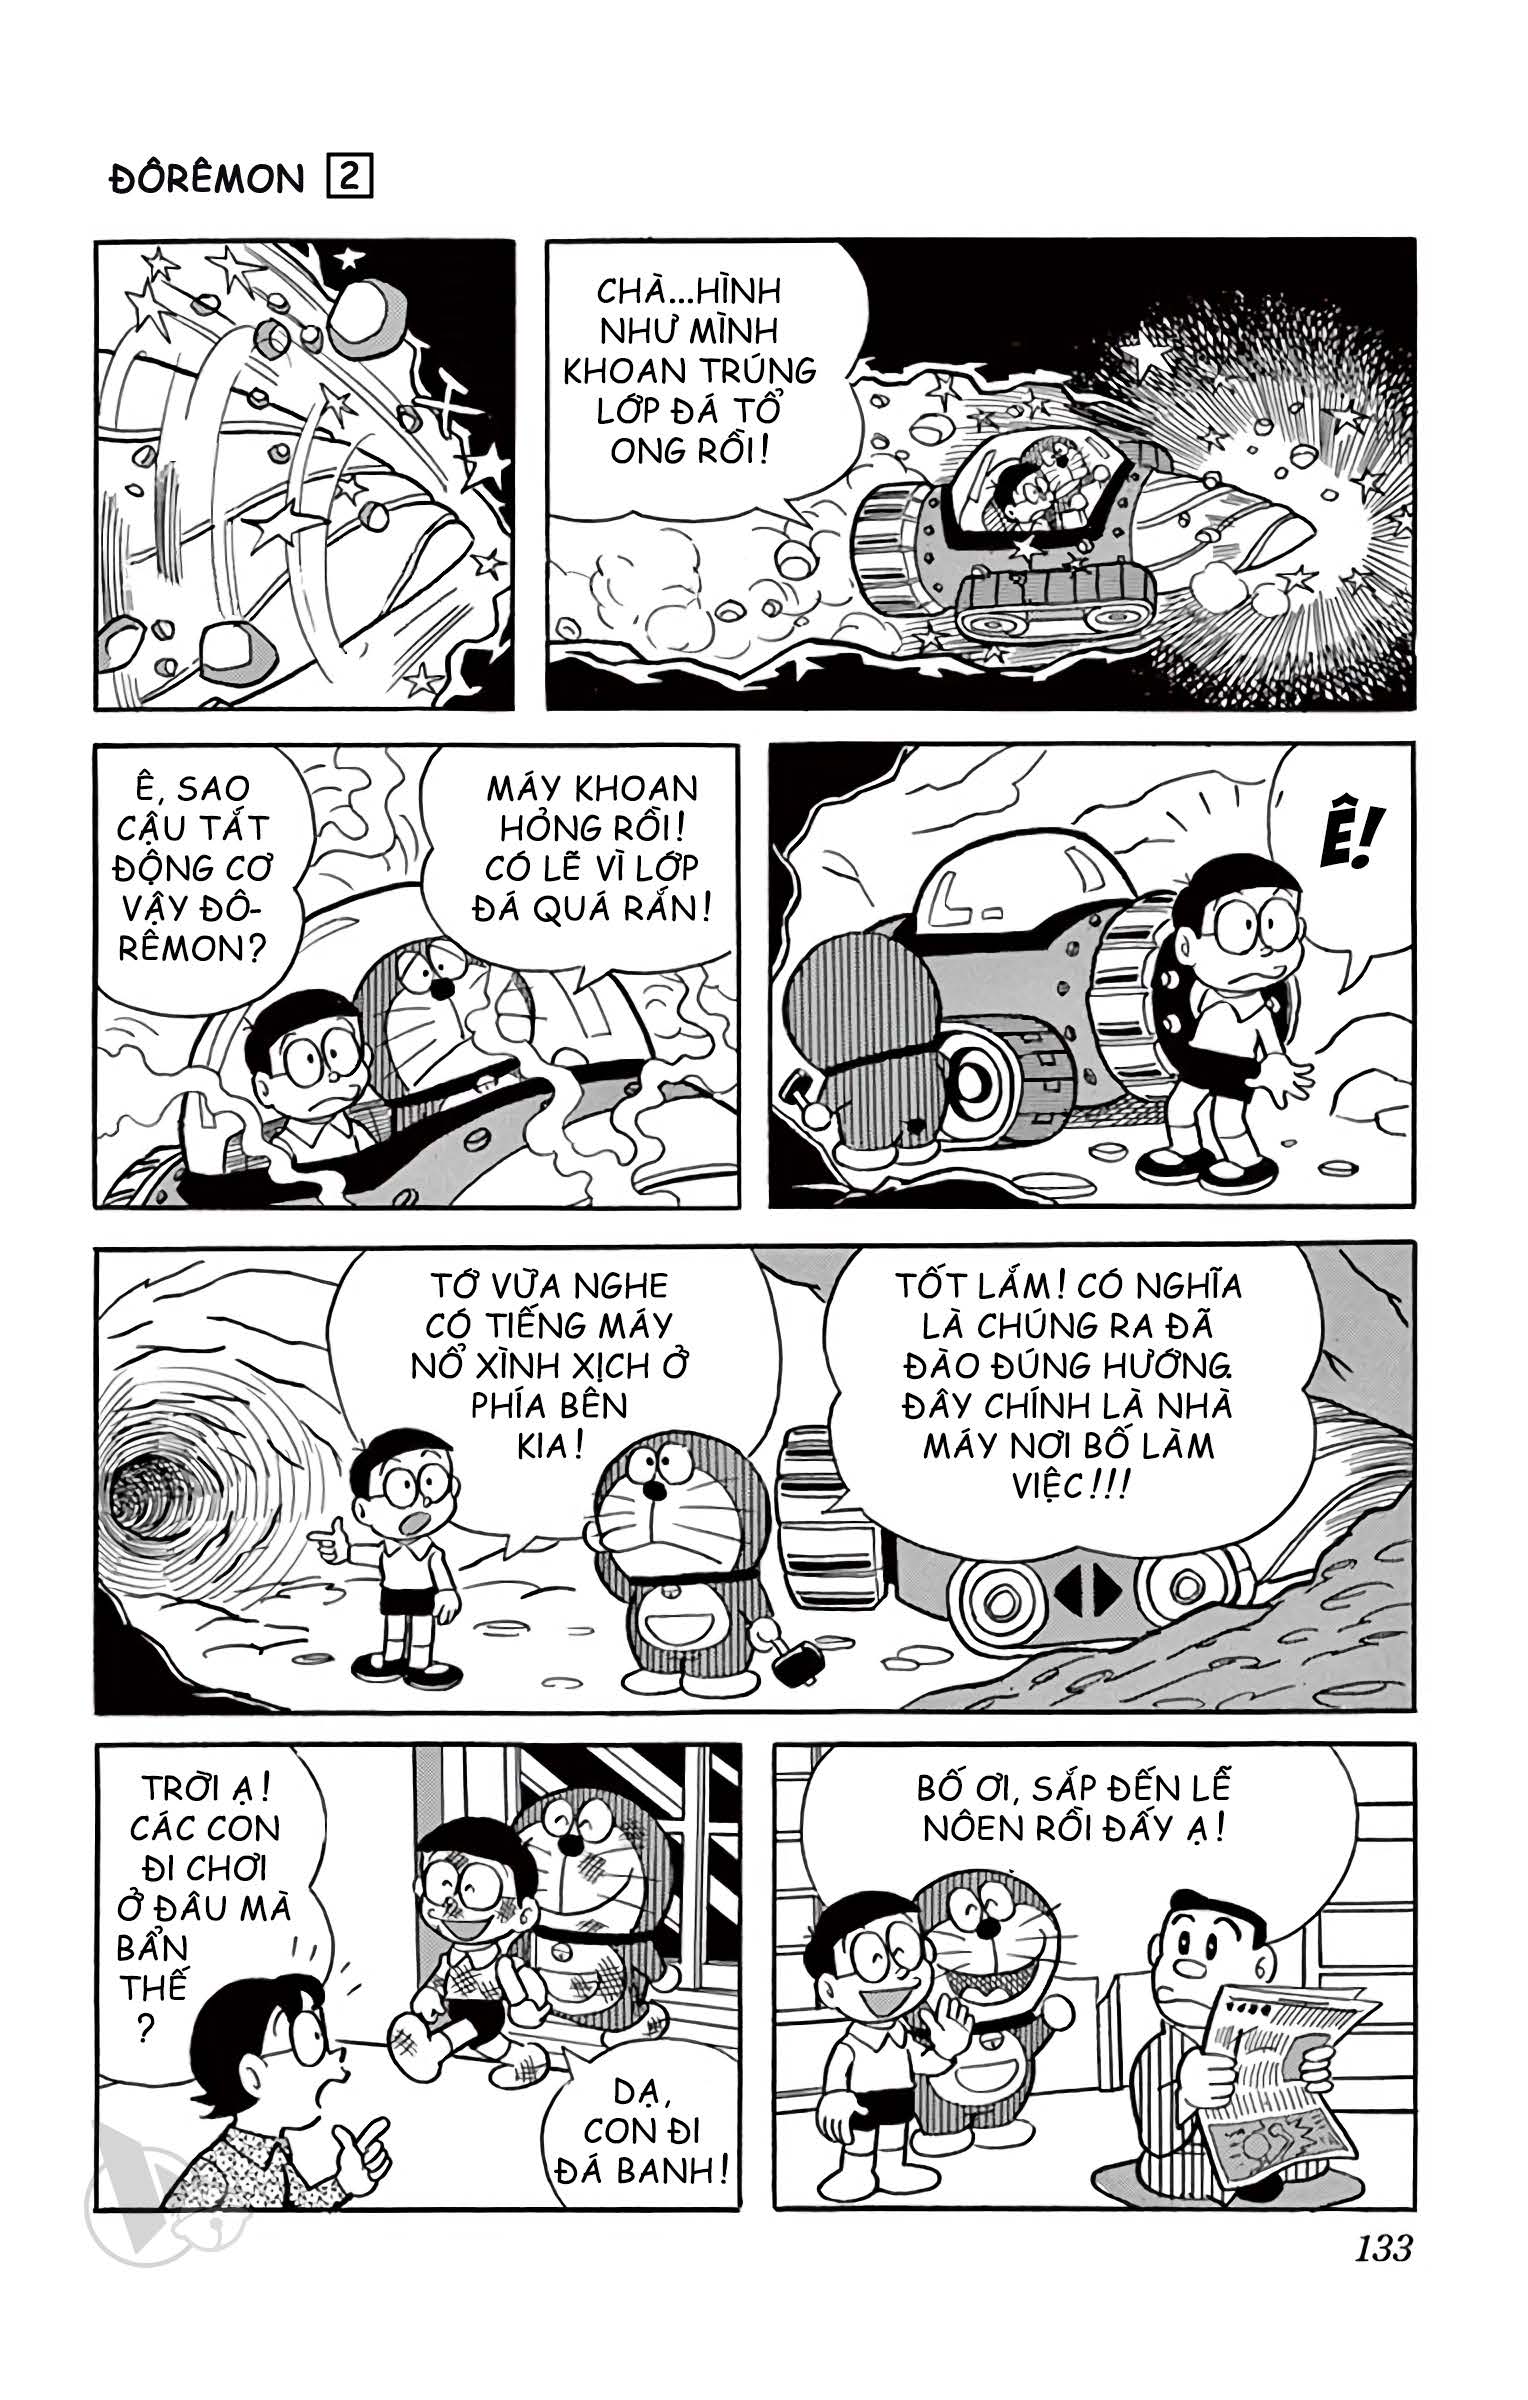 ĐÔRÊMON 2
CHÀ...HÌNH
NHƯ MÌNH
KHOAN TRÚNG
LỚP ĐÁ TỔ
ONG RỒI!
Ê, SAO
CẬU TẮT
ĐỘNG CƠ
VẬY ĐÔ-
RÊMON?
MÁY KHOAN
HỎNG RỒI!
CÓ LẼ VÌ LỚP
ĐÁ QUÁ RẮN!
Ê!
TỚ VỪA NGHE
CÓ TIẾNG MÁY
NỔ XÌNH XỊCH Ở
PHÍA BÊN
KIA!
TỐT LẮM! CÓ NGHĨA
LÀ CHÚNG RA ĐÃ
ĐÀO ĐÚNG HƯỚNG.
ĐÂY CHÍNH LÀ NHÀ
MÁY NƠI BỐ LÀM
VIỆC!!!
TRỜI Ạ!
CÁC CON
ĐI CHƠI
Ở ĐÂU MÀ
BẨN
THẾ
?
DẠ,
CON ĐI
ĐÁ BANH!
BỐ ƠI, SẮP ĐẾN LỄ
NÔEN RỒI ĐẤY Ạ!
133